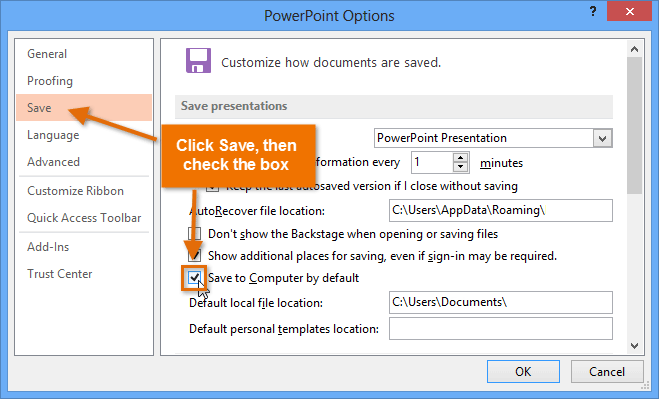 PowerPoint Options
?
General
Proofing
Save
Language
Advanced
Customize Ribbon
Quick Access Toolbar
Add-Ins
Trust Center
Customize how documents are saved.
Save presentations
PowerPoint Presentation
Click Save, then
check the box
formation every 1 minutes
Keep the last autosaved version if I close without saving
AutoRecover file location: C:\Users\AppData\Roaming\
Don't show the Backstage when opening or saving files
Show additional places for saving, even if sign-in may be required.
Save to Computer by default
Default local file location: C:\Users\Documents\
Default personal templates location:
OK Cancel